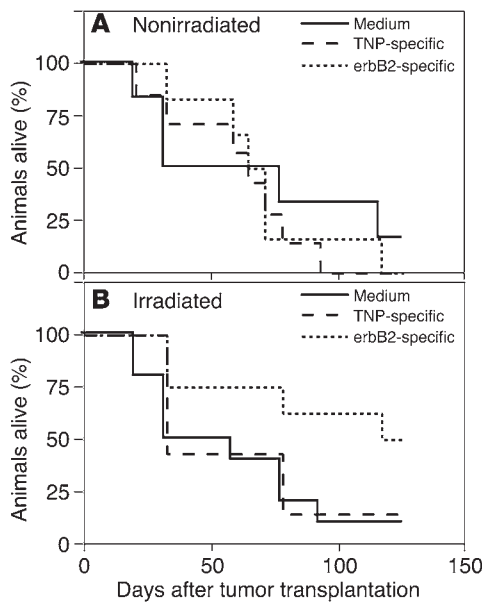 A Nonirradiated
Medium
TNP-specific
erbB2-specific
100
75
50
25
0
Animals alive (%)
B Irradiated
Medium
TNP-specific
erbB2-specific
100
75
50
25
0
Animals alive (%)
0 50 100 150
Days after tumor transplantation